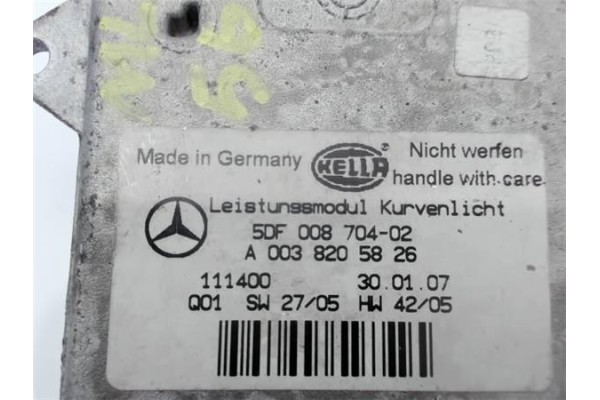 Made in Germany HELLA ® Nicht werfen
handle with care
Leistungsmodul Kurvenlicht
5DF 008 704-02
A 003 820 58 26
111400 30.01.07
Q01 SW 27/05 HW 42/05